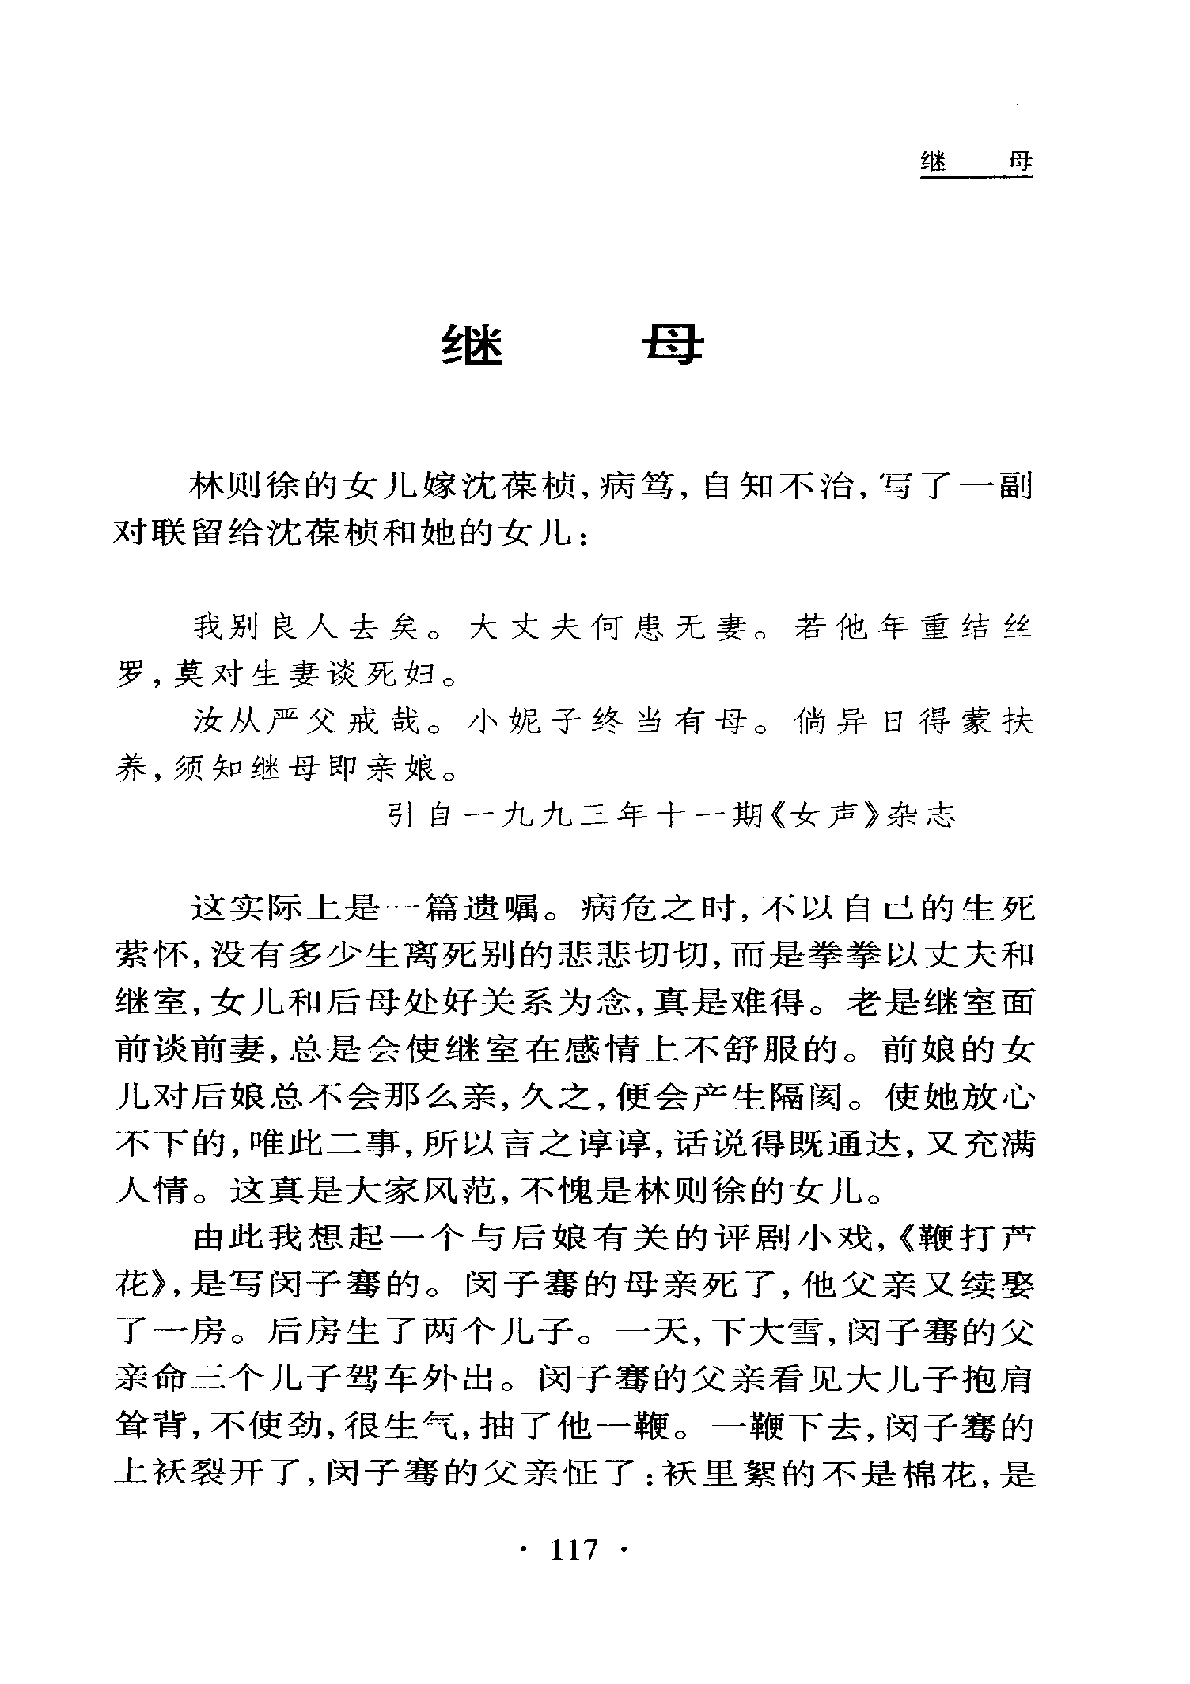 继 母
继 母
林则徐的女儿嫁沈葆桢,病笃,自知不治,写了一副
对联留给沈葆桢和她的女儿:
我别良人去矣。大丈夫何患无妻。若他年重结丝
罗,莫对生妻谈死妇。
汝从严父戒哉。小妮子终当有母。倘异日得蒙扶
养,须知继母即亲娘。
引自一九九三年十一期《女声》杂志
这实际上是一篇遗嘱。病危之时,不以自己的生死
萦怀,没有多少生离死别的悲悲切切,而是拳拳以丈夫和
继室,女儿和后母处好关系为念,真是难得。老是继室面
前谈前妻,总是会使继室在感情上不舒服的。前娘的女
儿对后娘总不会那么亲,久之,便会产生隔阂。使她放心
不下的,唯此二事,所以言之谆谆,话说得既通达,又充满
人情。这真是大家风范,不愧是林则徐的女儿。
由此我想起一个与后娘有关的评剧小戏,《鞭打芦
花》,是写闵子骞的。闵子骞的母亲死了,他父亲又续娶
了一房。后房生了两个儿子。一天,下大雪,闵子骞的父
亲命三个儿子驾车外出。闵子骞的父亲看见大儿子抱肩
耸背,不使劲,很生气,抽了他一鞭。一鞭下去,闵子骞的
上袄裂开了,闵子骞的父亲怔了:袄里絮的不是棉花,是
· 117 ·